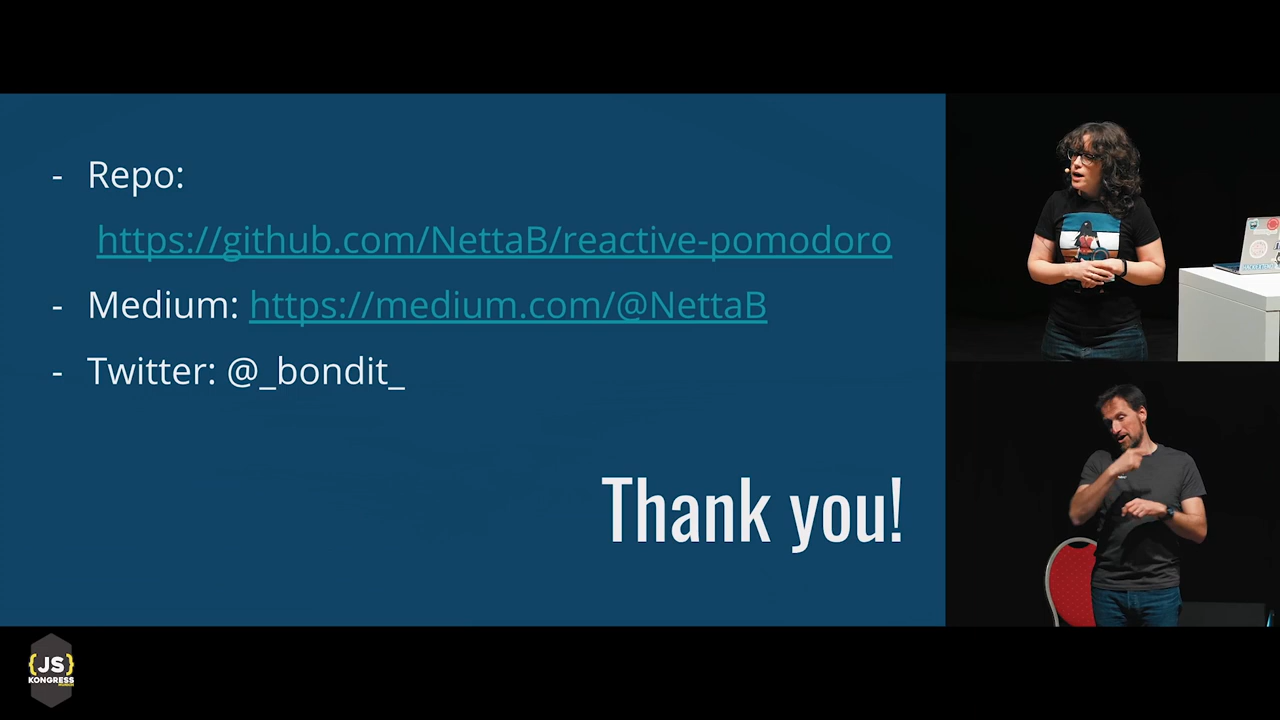 - Repo:
https://github.com/NettaB/reactive-pomodoro
- Medium: https://medium.com/@NettaB
- Twitter: @_bondit_
Thank you!
{JS}
KONGRESS